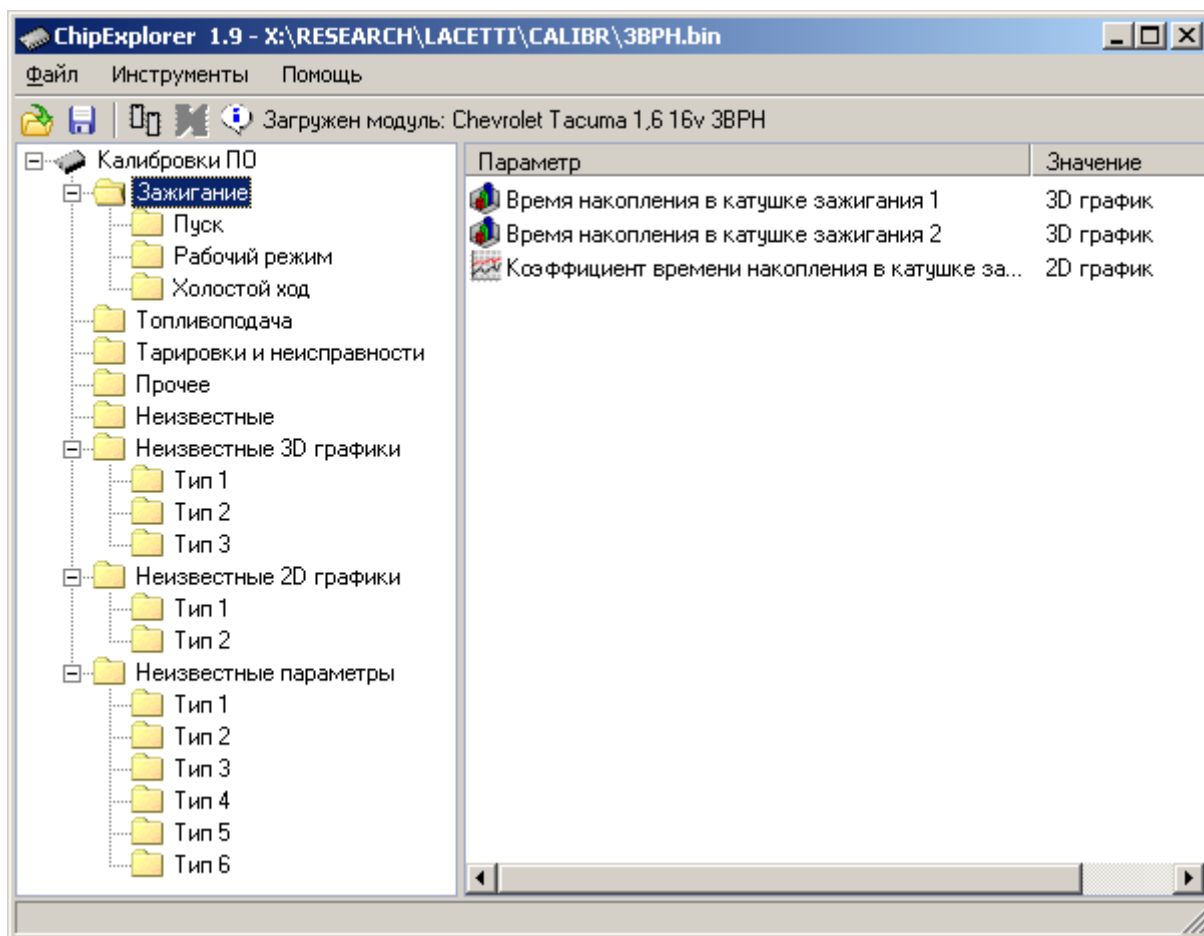 ChipExplorer 1.9 - X:\RESEARCH\LACETTI\CALIBR\3BPH.bin
Файл Инструменты Помощь
Загружен модуль: Chevrolet Tacuma 1,6 16v 3BPH
Калибровки ПО
Зажигание
Пуск
Рабочий режим
Холостой ход
Топливоподача
Тарировки и неисправности
Прочее
Неизвестные
Неизвестные 3D графики
Тип 1
Тип 2
Тип 3
Неизвестные 2D графики
Тип 1
Тип 2
Неизвестные параметры
Тип 1
Тип 2
Тип 3
Тип 4
Тип 5
Тип 6
Параметр Значение
Время накопления в катушке зажигания 1 3D график
Время накопления в катушке зажигания 2 3D график
Коэффициент времени накопления в катушке за... 2D график